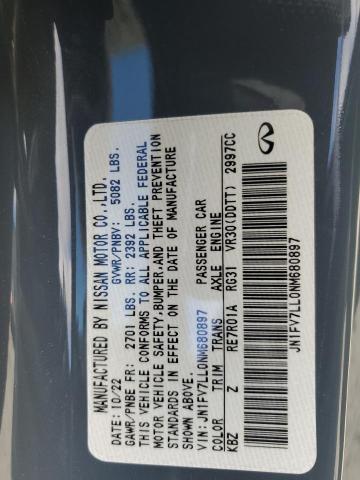 MANUFACTURED BY NISSAN MOTOR CO.,LTD.
DATE: 10/22 GVWR/PNBV: 5082 LBS.
GAWR/PNBE FR: 2701 LBS. RR: 2392 LBS.
THIS VEHICLE CONFORMS TO ALL APPLICABLE FEDERAL
MOTOR VEHICLE SAFETY,BUMPER,AND THEFT PREVENTION
STANDARDS IN EFFECT ON THE DATE OF MANUFACTURE
SHOWN ABOVE.
VIN:JN1FV7LL0NM680897 PASSENGER CAR
COLOR TRIM TRANS AXLE ENGINE
KBZ Z RE7R01A RG31 VR30(DDTT) 2997CC
JN1FV7LL0NM680897